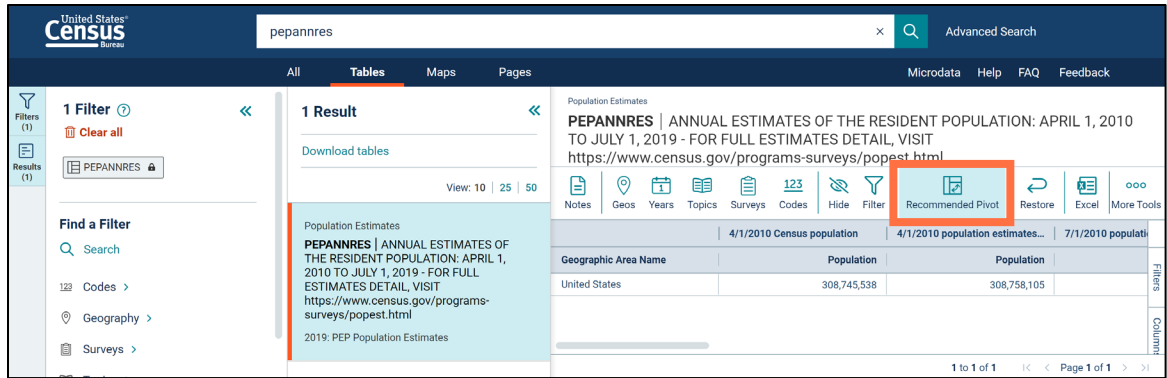 United States®
Census
Bureau
pepannres
×
Advanced Search
All Tables Maps Pages
Microdata Help FAQ Feedback
Filters
(1)
Results
(1)
1 Filter ?
Clear all
PEPANNRES
Find a Filter
Search
123 Codes >
Geography >
Surveys >
1 Result
Download tables
View: 10 | 25 | 50
Population Estimates
PEPANNRES | ANNUAL ESTIMATES OF
THE RESIDENT POPULATION: APRIL 1,
2010 TO JULY 1, 2019 - FOR FULL
ESTIMATES DETAIL, VISIT
https://www.census.gov/programs-
surveys/popest.html
2019: PEP Population Estimates
Population Estimates
PEPANNRES | ANNUAL ESTIMATES OF THE RESIDENT POPULATION: APRIL 1, 2010
TO JULY 1, 2019 - FOR FULL ESTIMATES DETAIL, VISIT
https://www.census.gov/programs-surveys/popest.html
1
123
Notes Geos Years Topics Surveys Codes Hide Filter Recommended Pivot Restore Excel More Tools
4/1/2010 Census population 4/1/2010 population estimates... 7/1/2010 populati
Geographic Area Name Population Population
United States 308,745,538 308,758,105
Filters
Columns
1 to 1 of 1 Page 1 of 1